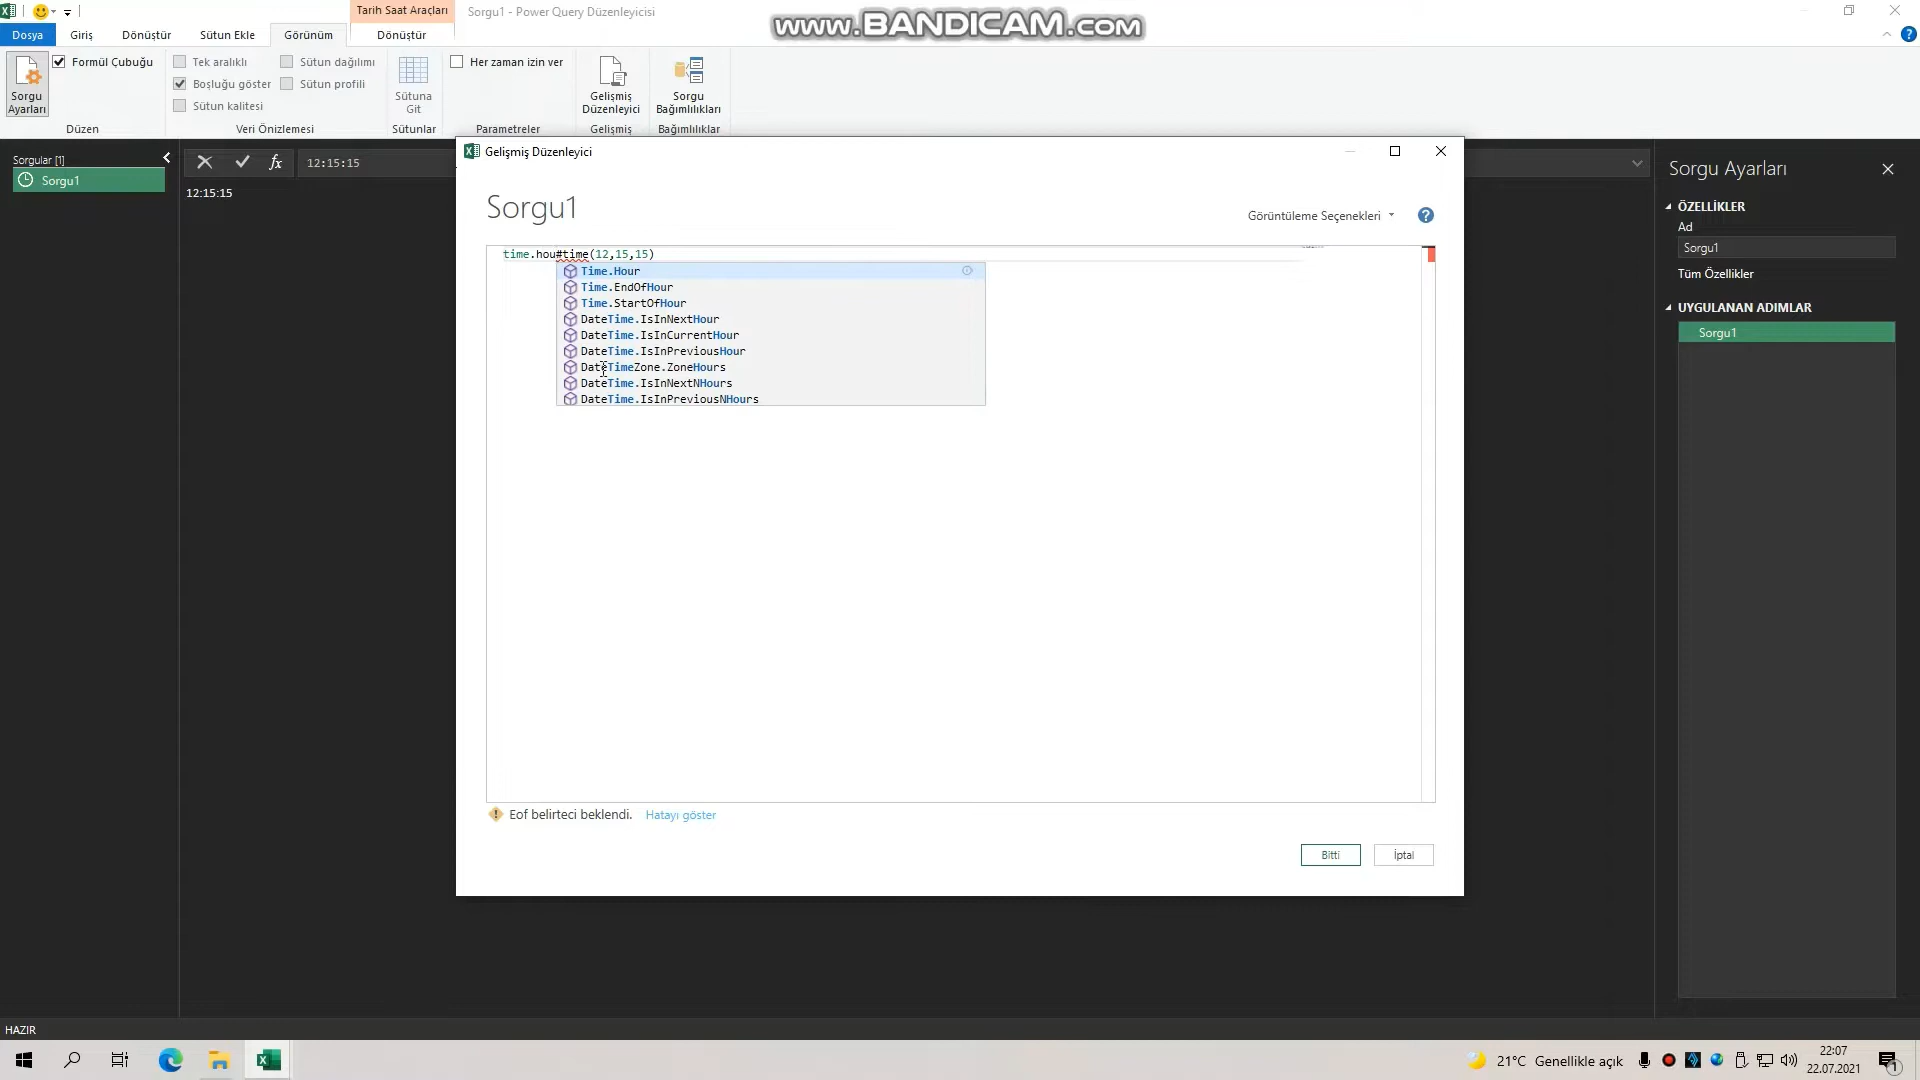 Tarih Saat Araçları
Sorgu1 - Power Query Düzenleyicisi
www.BANDICAM.com
Dosya
Giriş
Dönüştür
Sütun Ekle
Görünüm
Dönüştür
Sorgu
Ayarları
Formül Çubuğu
Düzen
Tek aralıklı
Boşluğu göster
Sütun kalitesi
Sütun dağılımı
Sütun profili
Veri Önizlemesi
Sütuna
Git
Sütunlar
Her zaman izin ver
Parametreler
Gelişmiş
Düzenleyici
Gelişmiş
Sorgu
Bağımlılıkları
Bağımlılıklar
Sorgular [1]
Sorgu1
fx
12:15:15
12:15:15
Gelişmiş Düzenleyici
Sorgu1
Görüntüleme Seçenekleri
time.hou#time(12,15,15)
Time.Hour
Time.EndOfHour
Time.StartOfHour
DateTime.IsInNextHour
DateTime.IsInCurrentHour
DateTime.IsInPreviousHour
DateTimeZone.ZoneHours
DateTime.IsInNextNHours
DateTime.IsInPreviousNHours
Eof belirteci beklendi. Hatayı göster
Bitti
İptal
Sorgu Ayarları
ÖZELLİKLER
Ad
Sorgu1
Tüm Özellikler
UYGULANAN ADIMLAR
Sorgu1
HAZIR
21°C Genellikle açık
22:07
22.07.2021
1